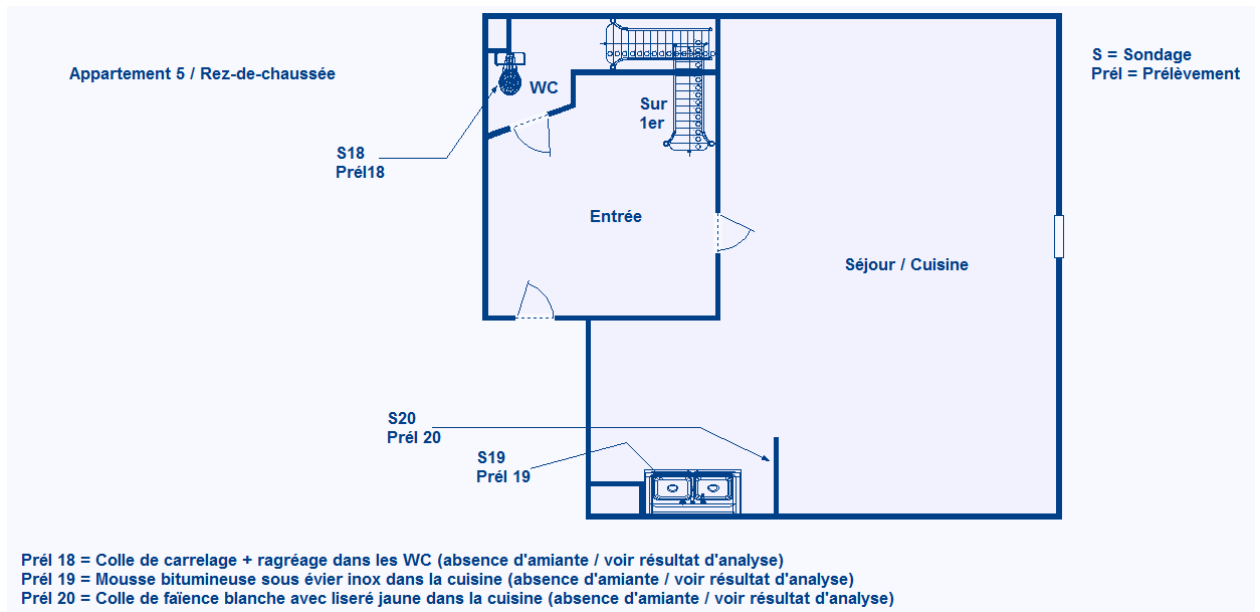 Appartement 5 / Rez-de-chaussée
S = Sondage
Prél = Prélèvement
WC
Sur
1er
S18
Prél18
Entrée
Séjour / Cuisine
S20
Prél 20
S19
Prél 19
Prél 18 = Colle de carrelage + ragréage dans les WC (absence d'amiante / voir résultat d'analyse)
Prél 19 = Mousse bitumineuse sous évier inox dans la cuisine (absence d'amiante / voir résultat d'analyse)
Prél 20 = Colle de faïence blanche avec liseré jaune dans la cuisine (absence d'amiante / voir résultat d'analyse)